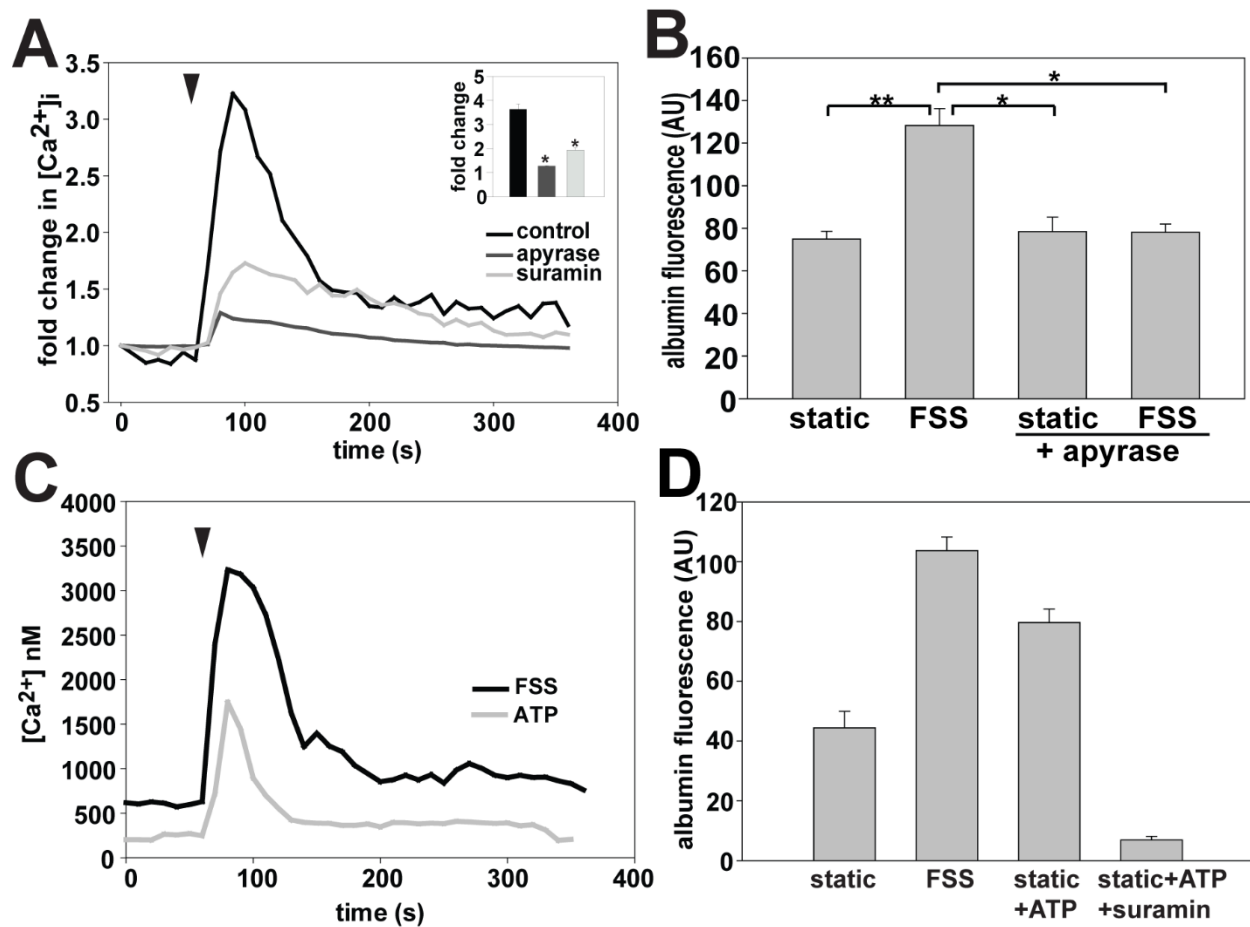 A
3.5
3.0
2.5
2.0
1.5
1.0
0.5
fold change in [Ca²⁺]i
0 100 200 300 400
time (s)
5
4
3
2
1
0
fold change
* *
control
apyrase
suramin
B
160
140
120
100
80
60
40
20
0
albumin fluorescence (AU)
** * *
static FSS static FSS
+ apyrase
C
4000
3500
3000
2500
2000
1500
1000
500
0
[Ca²⁺] nM
0 100 200 300 400
time (s)
FSS
ATP
D
120
100
80
60
40
20
0
albumin fluorescence (AU)
static FSS static static+ATP
+ATP +suramin